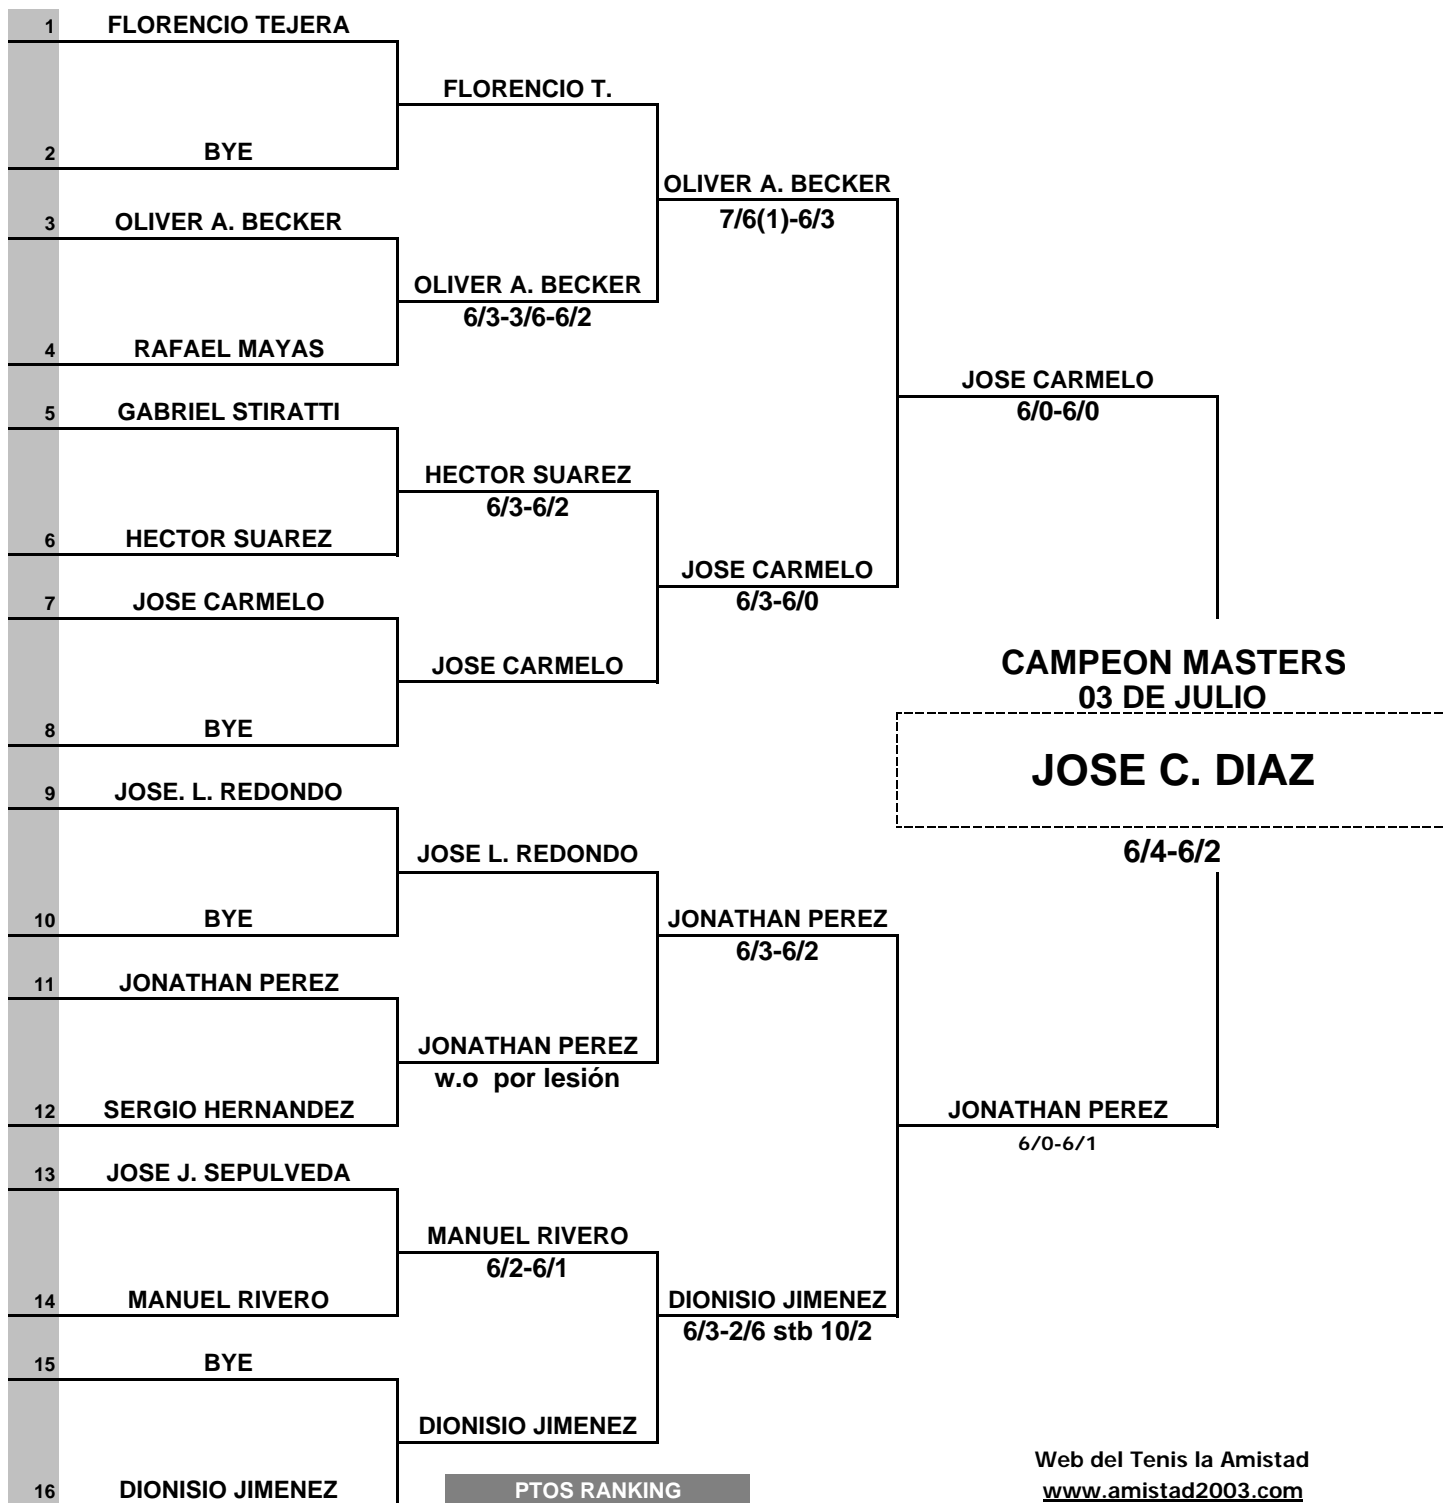 1 FLORENCIO TEJERA
FLORENCIO T.
2 BYE
OLIVER A. BECKER
7/6(1)-6/3
3 OLIVER A. BECKER
OLIVER A. BECKER
6/3-3/6-6/2
4 RAFAEL MAYAS
JOSE CARMELO
6/0-6/0
5 GABRIEL STIRATTI
HECTOR SUAREZ
6/3-6/2
6 HECTOR SUAREZ
JOSE CARMELO
6/3-6/0
7 JOSE CARMELO
JOSE CARMELO
8 BYE
CAMPEON MASTERS
03 DE JULIO
JOSE C. DIAZ
6/4-6/2
9 JOSE. L. REDONDO
JOSE L. REDONDO
10 BYE
JONATHAN PEREZ
6/3-6/2
11 JONATHAN PEREZ
JONATHAN PEREZ
w.o por lesión
12 SERGIO HERNANDEZ
JONATHAN PEREZ
6/0-6/1
13 JOSE J. SEPULVEDA
MANUEL RIVERO
6/2-6/1
14 MANUEL RIVERO
DIONISIO JIMENEZ
6/3-2/6 stb 10/2
15 BYE
DIONISIO JIMENEZ
16 DIONISIO JIMENEZ
PTOS RANKING
Web del Tenis la Amistad
www.amistad2003.com